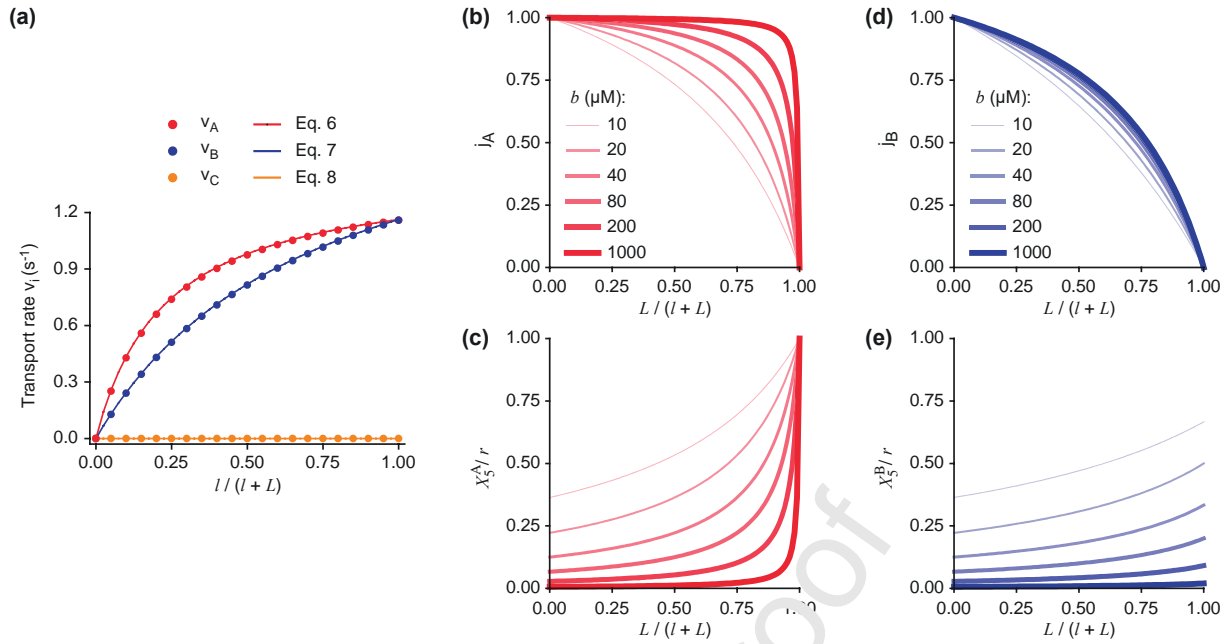 (a)
v_A Eq. 6
v_B Eq. 7
v_C Eq. 8
Transport rate v_i (s⁻¹)
1.2
0.9
0.6
0.3
0.0
0.00 0.25 0.50 0.75 1.00
l / (l + L)
(b)
j_A
1.00
0.75
0.50
0.25
0.00
b (µM):
10
20
40
80
200
1000
0.00 0.25 0.50 0.75 1.00
L / (l + L)
(c)
X_5^A / r
1.00
0.75
0.50
0.25
0.00
0.00 0.25 0.50 0.75 1.00
L / (l + L)
(d)
j_B
1.00
0.75
0.50
0.25
0.00
b (µM):
10
20
40
80
200
1000
0.00 0.25 0.50 0.75 1.00
L / (l + L)
(e)
X_5^B / r
1.00
0.75
0.50
0.25
0.00
0.00 0.25 0.50 0.75 1.00
L / (l + L)